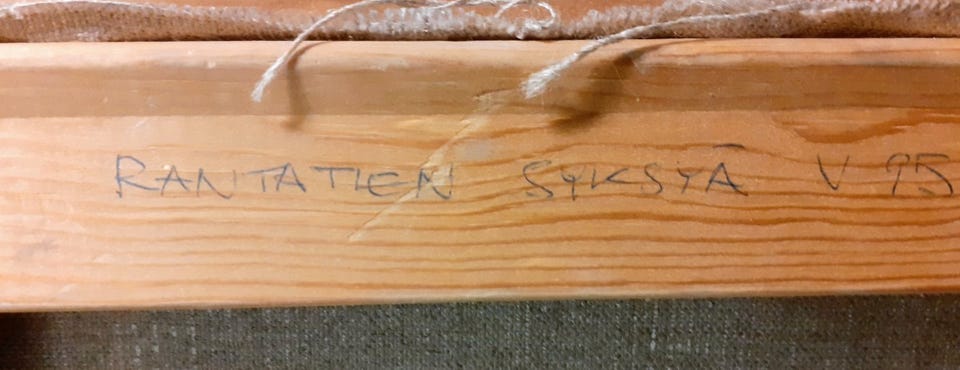 RANTATIEN SYKSYÄ V 95